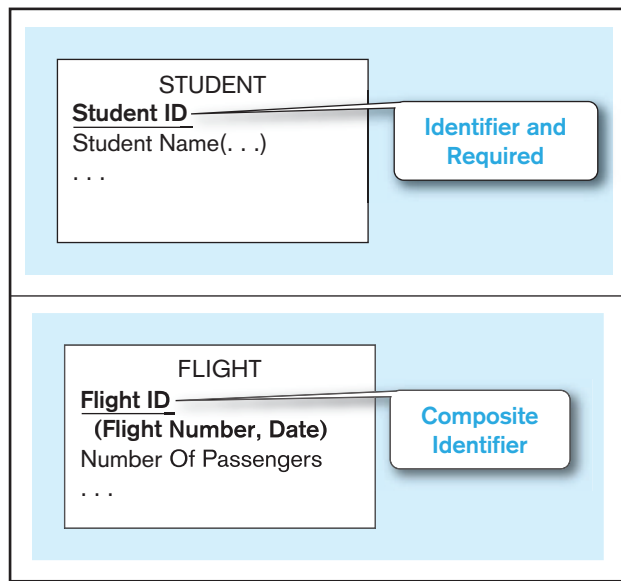 STUDENT
Student ID
Student Name(. . .)
. . .
Identifier and
Required
FLIGHT
Flight ID
(Flight Number, Date)
Number Of Passengers
. . .
Composite
Identifier